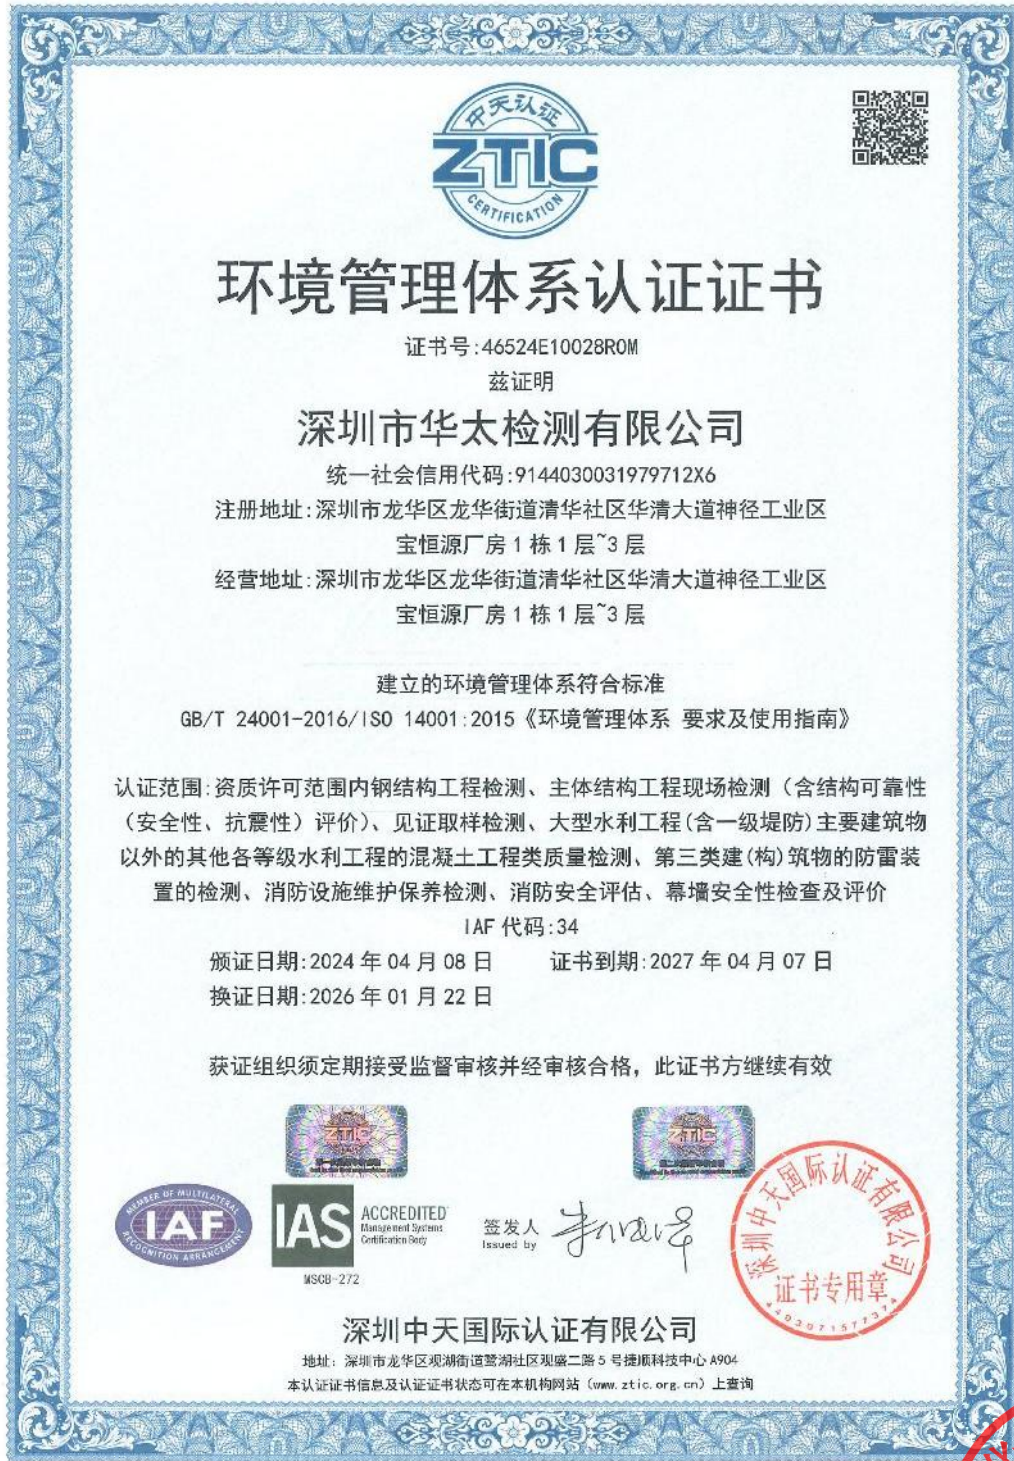 中天认证
ZTIC
CERTIFICATION
环境管理体系认证证书
证书号:46524E10028R0M
兹证明
深圳市华太检测有限公司
统一社会信用代码:9144030031979712X6
注册地址:深圳市龙华区龙华街道清华社区华清大道神径工业区
宝恒源厂房1栋1层~3层
经营地址:深圳市龙华区龙华街道清华社区华清大道神径工业区
宝恒源厂房1栋1层~3层
建立的环境管理体系符合标准
GB/T 24001-2016/ISO 14001:2015《环境管理体系 要求及使用指南》
认证范围:资质许可范围内钢结构工程检测、主体结构工程现场检测（含结构可靠性
（安全性、抗震性）评价）、见证取样检测、大型水利工程(含一级堤防)主要建筑物
以外的其他各等级水利工程的混凝土工程类质量检测、第三类建(构)筑物的防雷装
置的检测、消防设施维护保养检测、消防安全评估、幕墙安全性检查及评价
IAF 代码:34
颁证日期:2024年04月08日 证书到期:2027年04月07日
换证日期:2026年01月22日
获证组织须定期接受监督审核并经审核合格，此证书方继续有效
ZTIC
ZTIC
MEMBER OF MULTILATERAL
IAF
RECOGNITION ARRANGEMENT
IAS
ACCREDITED
Management Systems
Certification Body
MSCB-272
签发人
Issued by
深圳中天国际认证有限公司
证书专用章
4403071577374
深圳中天国际认证有限公司
地址：深圳市龙华区观湖街道鹭湖社区观盛二路5号捷顺科技中心A904
本认证证书信息及认证证书状态可在本机构网站（www.ztic.org.cn）上查询